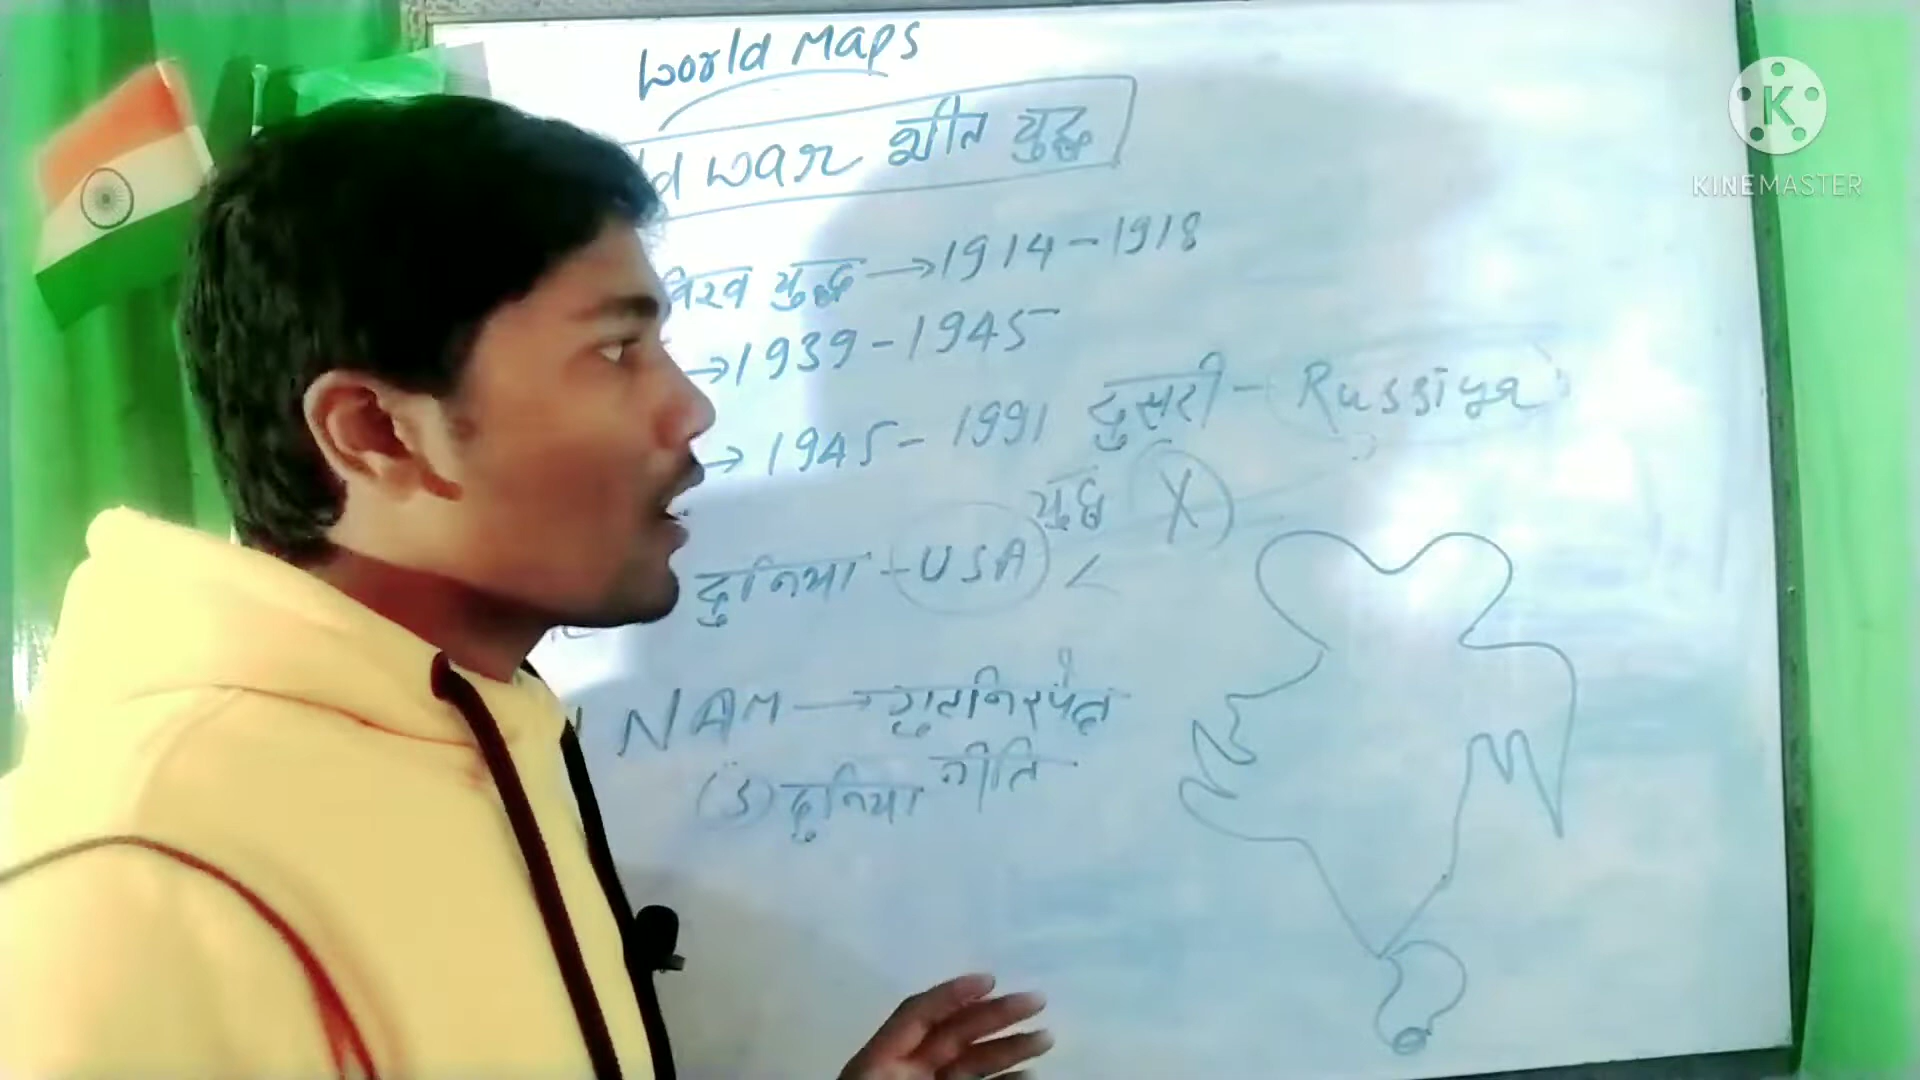 World Maps
d war शीत युद्ध
विश्व युद्ध → 1914-1918
→ 1939-1945
→ 1945-1991 दुसरी - Russiya
युद्ध X
दुनिया - USA
NAM → गुटनिरपेक्ष
(3) दुनिया नीति
K
KINEMASTER